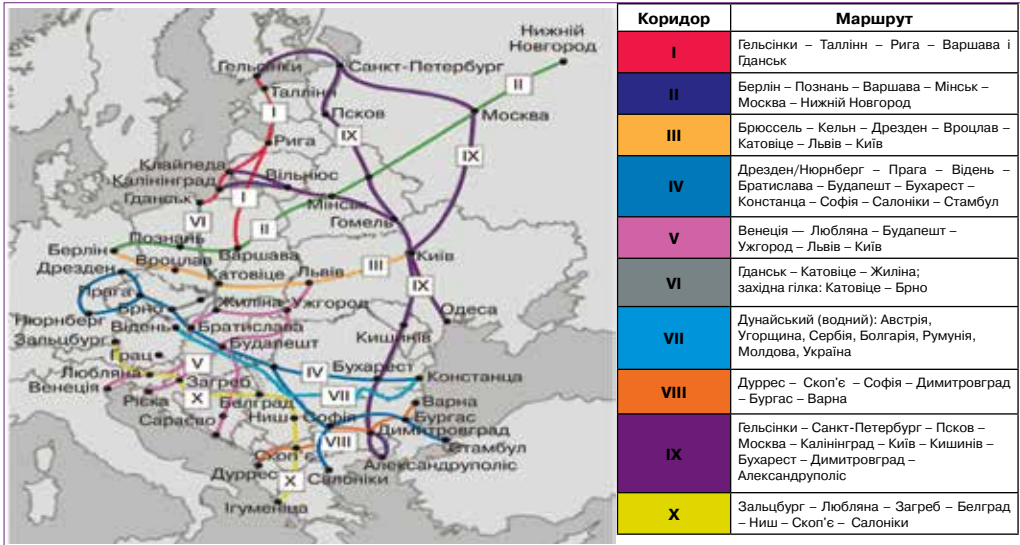 Нижній
Новгород
Гельсінки
Санкт-Петербург
II
Таллінн
I
Псков
Москва
IX
IX
Рига
Клайпеда
Калінінград
Вільнюс
Гданськ
I
Мінськ
VI
II
Гомель
Берлін
Познань
Варшава
Київ
Дрезден
Вроцлав
Катовіце
Львів
III
Прага
IX
Жиліна
Ужгород
Одеса
Нюрнберг
Брно
Зальцбург
Відень
Братислава
Кишинів
Грац
Будапешт
Любляна
V
IV
Бухарест
Констанца
Венеція
Загреб
VII
Рієка
X
Белград
Варна
Сараєво
Ниш
Софія
Бургас
VIII
Димитровград
Скоп'є
Стамбул
Дуррес
Салоніки
Александруполіс
X
Ігуменіца
Коридор Маршрут
I Гельсінки – Таллінн – Рига – Варшава і
Гданськ
II Берлін – Познань – Варшава – Мінськ –
Москва – Нижній Новгород
III Брюссель – Кельн – Дрезден – Вроцлав –
Катовіце – Львів – Київ
IV Дрезден/Нюрнберг – Прага – Відень –
Братислава – Будапешт – Бухарест –
Констанца – Софія – Салоніки – Стамбул
V Венеція — Любляна – Будапешт –
Ужгород – Львів – Київ
VI Гданськ – Катовіце – Жиліна;
західна гілка: Катовіце – Брно
VII Дунайський (водний): Австрія,
Угорщина, Сербія, Болгарія, Румунія,
Молдова, Україна
VIII Дуррес – Скоп'є – Софія – Димитровград
– Бургас – Варна
IX Гельсінки – Санкт-Петербург – Псков –
Москва – Калінінград – Київ – Кишинів –
Бухарест – Димитровград –
Александруполіс
X Зальцбург – Любляна – Загреб – Белград
– Ниш – Скоп'є – Салоніки